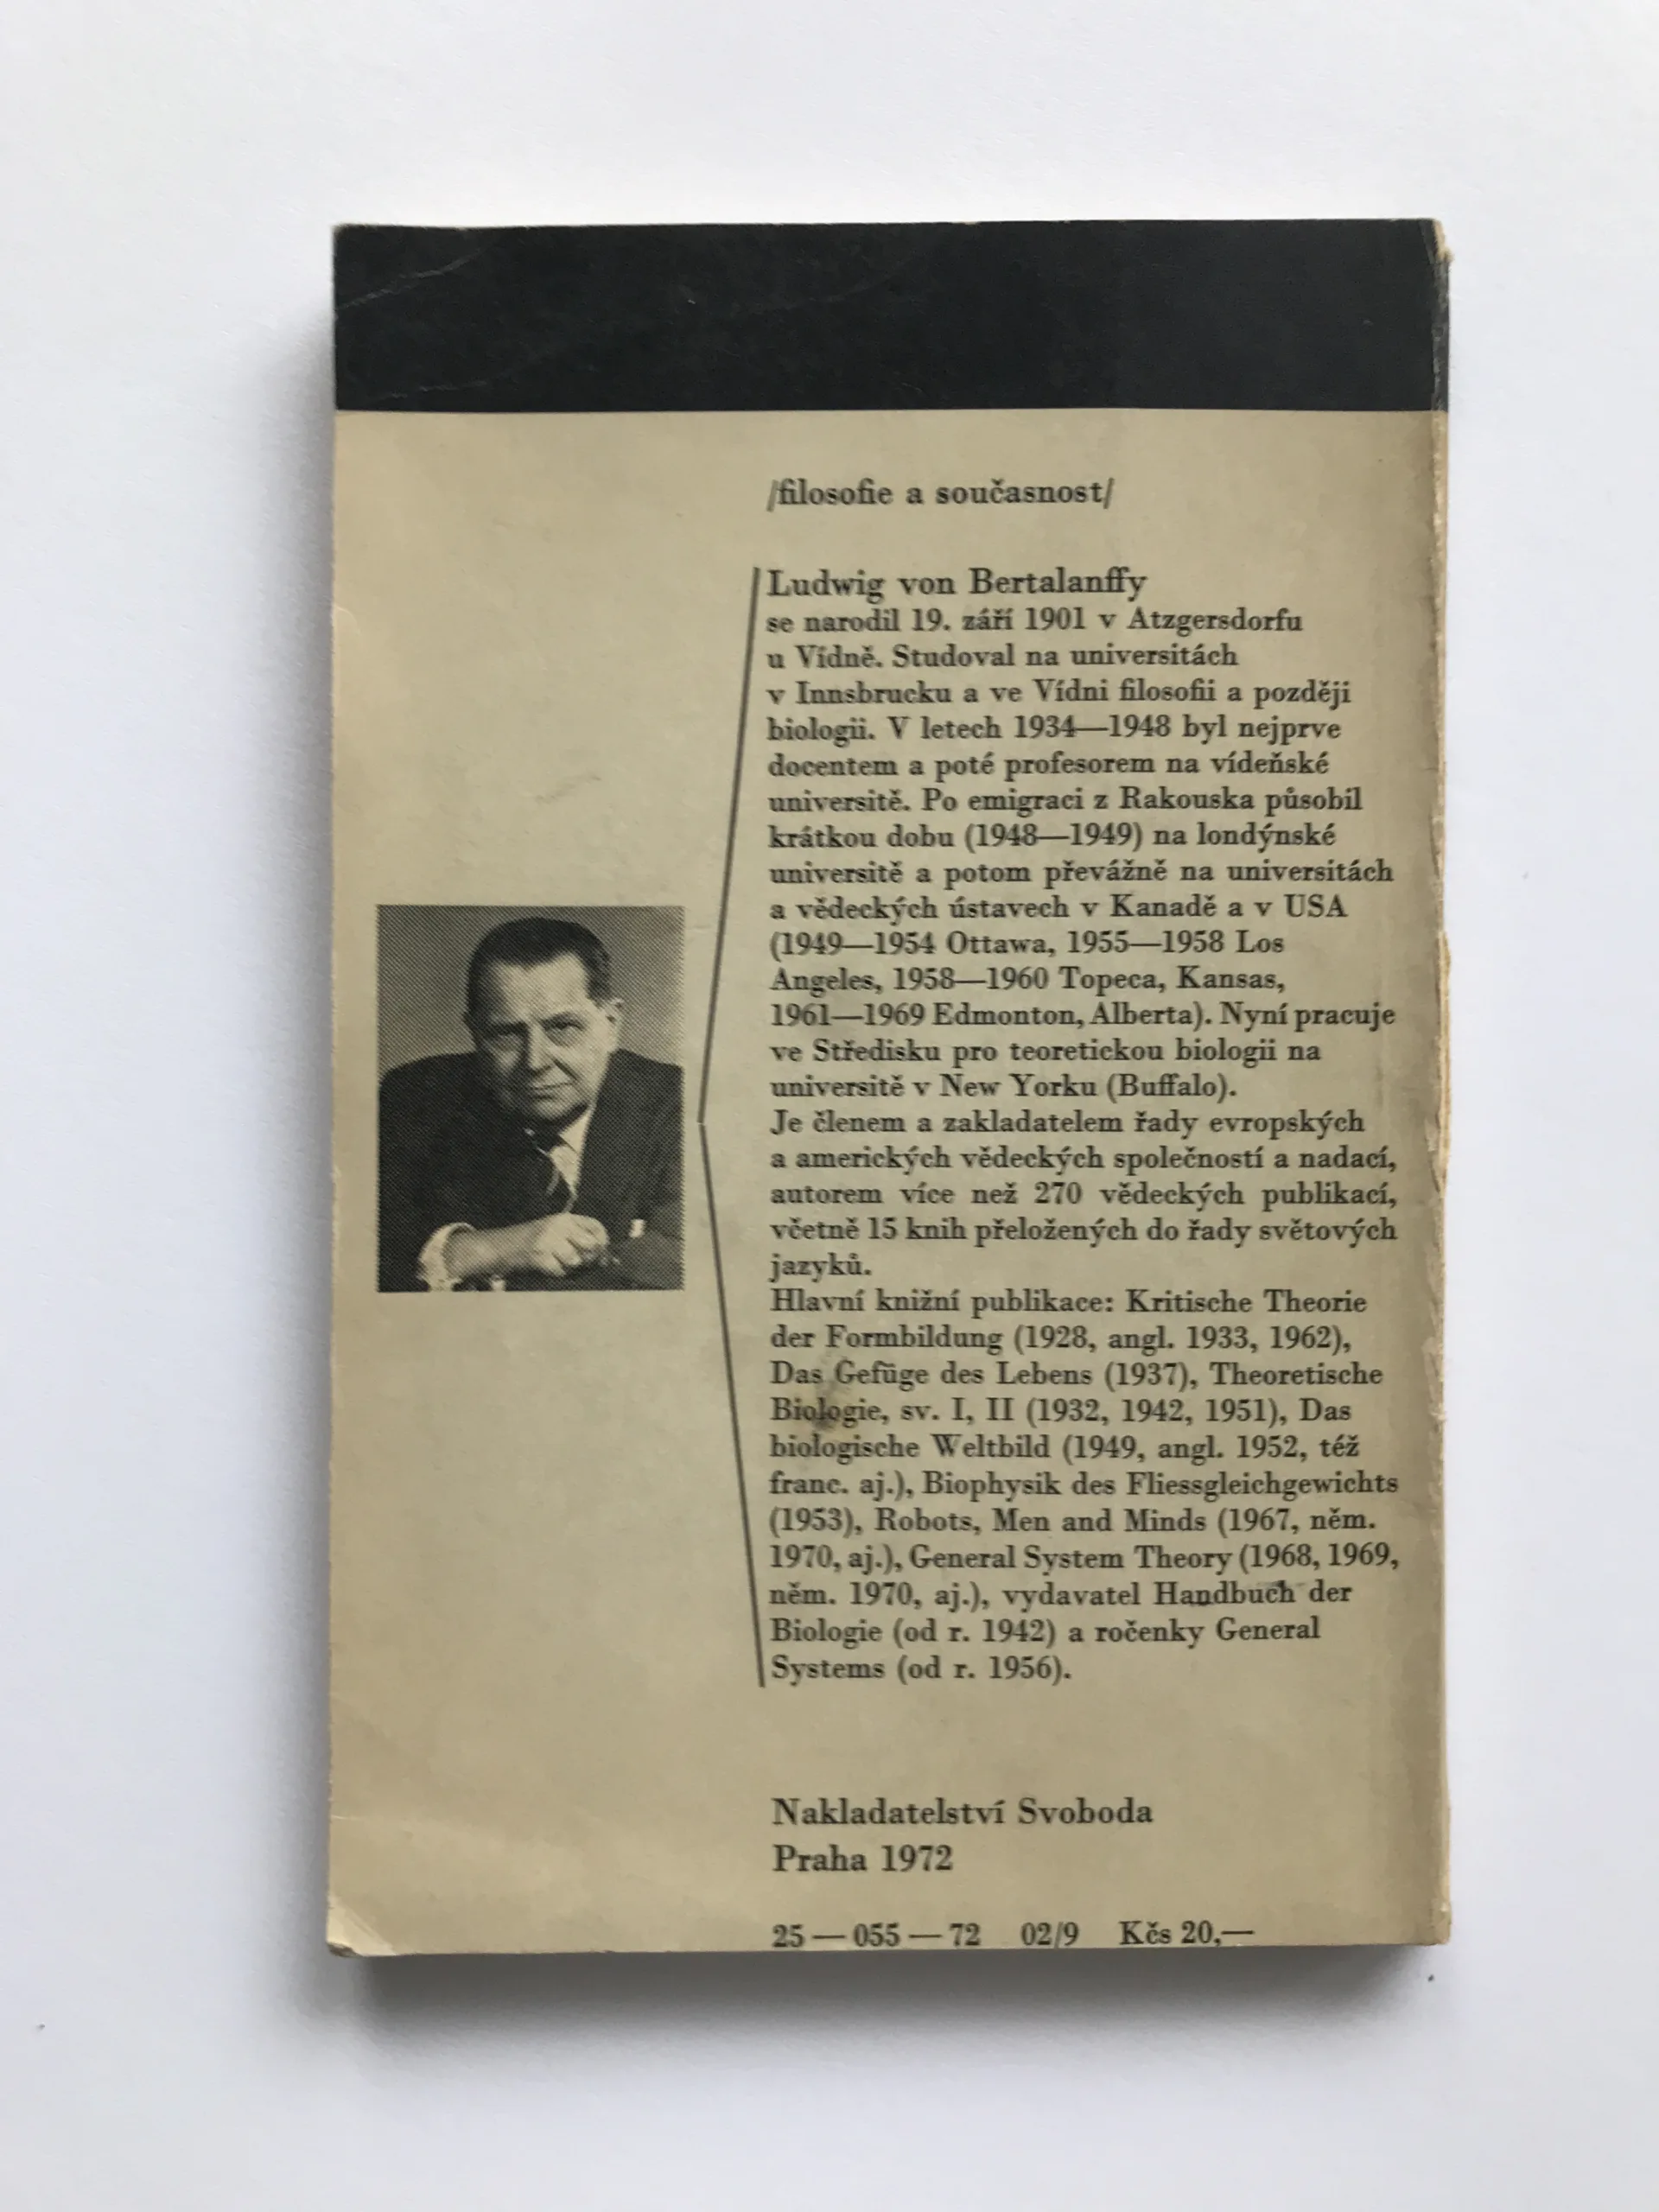 /filosofie a současnost/
Ludwig von Bertalanffy
se narodil 19. září 1901 v Atzgersdorfu
u Vídně. Studoval na universitách
v Innsbrucku a ve Vídni filosofii a později
biologii. V letech 1934—1948 byl nejprve
docentem a poté profesorem na vídeňské
universitě. Po emigraci z Rakouska působil
krátkou dobu (1948—1949) na londýnské
universitě a potom převážně na universitách
a vědeckých ústavech v Kanadě a v USA
(1949—1954 Ottawa, 1955—1958 Los
Angeles, 1958—1960 Topeca, Kansas,
1961—1969 Edmonton, Alberta). Nyní pracuje
ve Středisku pro teoretickou biologii na
universitě v New Yorku (Buffalo).
Je členem a zakladatelem řady evropských
a amerických vědeckých společností a nadací,
autorem více než 270 vědeckých publikací,
včetně 15 knih přeložených do řady světových
jazyků.
Hlavní knižní publikace: Kritische Theorie
der Formbildung (1928, angl. 1933, 1962),
Das Gefüge des Lebens (1937), Theoretische
Biologie, sv. I, II (1932, 1942, 1951), Das
biologische Weltbild (1949, angl. 1952, též
franc. aj.), Biophysik des Fliessgleichgewichts
(1953), Robots, Men and Minds (1967, něm.
1970, aj.), General System Theory (1968, 1969,
něm. 1970, aj.), vydavatel Handbuch der
Biologie (od r. 1942) a ročenky General
Systems (od r. 1956).
Nakladatelství Svoboda
Praha 1972
25 — 055 — 72 02/9 Kčs 20,—